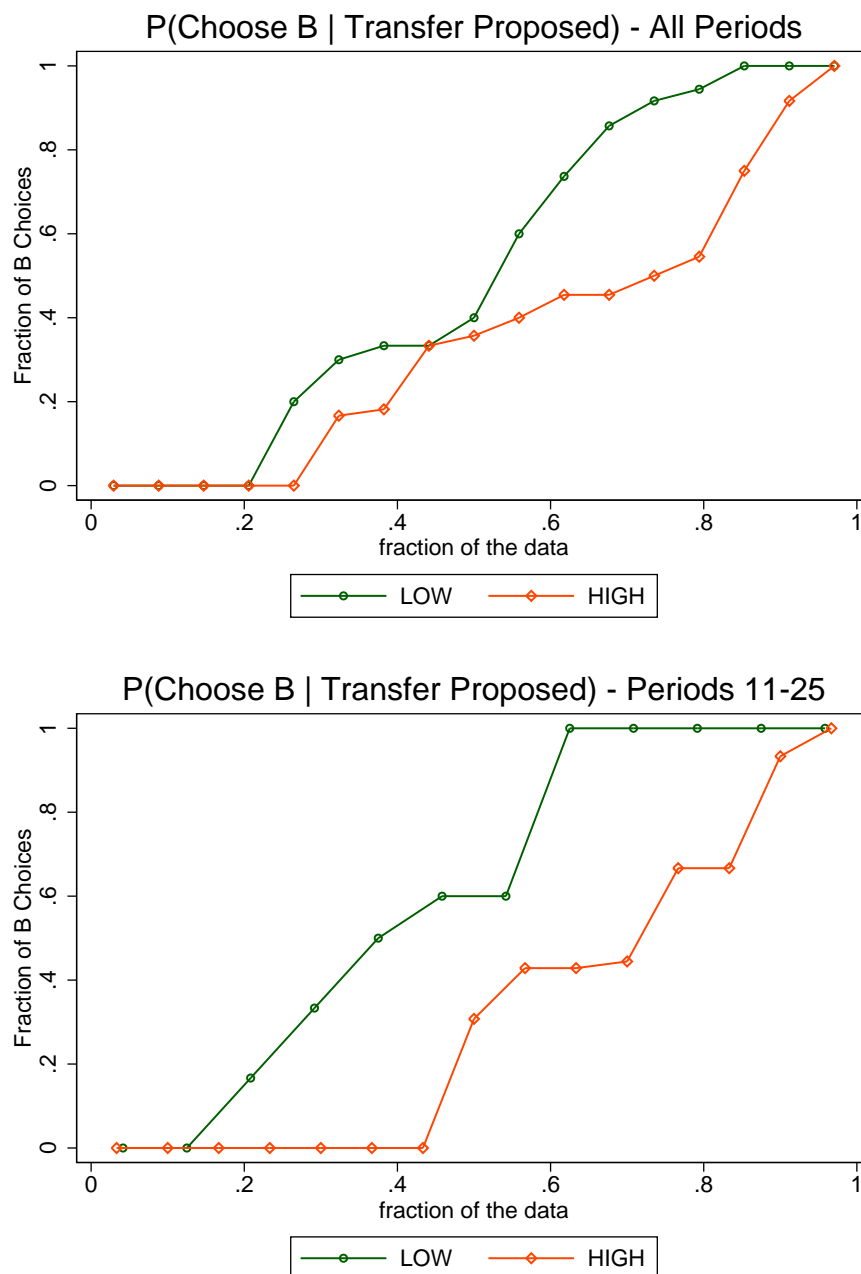 P(Choose B | Transfer Proposed) - All Periods
Fraction of B Choices
1
.8
.6
.4
.2
0
0 .2 .4 .6 .8 1
fraction of the data
LOW HIGH
P(Choose B | Transfer Proposed) - Periods 11-25
Fraction of B Choices
1
.8
.6
.4
.2
0
0 .2 .4 .6 .8 1
fraction of the data
LOW HIGH